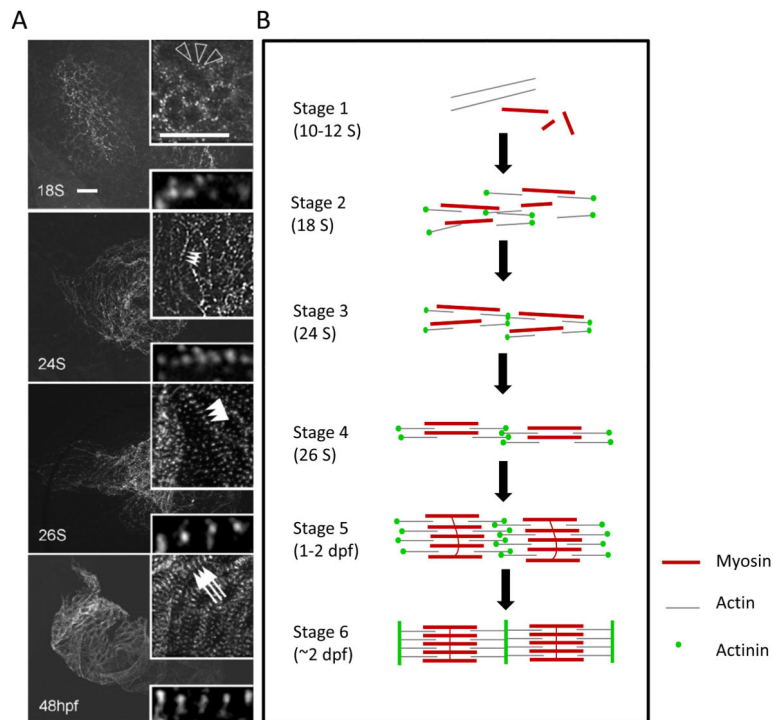 A
B
18S
24S
26S
48hpf
Stage 1
(10-12 S)
Stage 2
(18 S)
Stage 3
(24 S)
Stage 4
(26 S)
Stage 5
(1-2 dpf)
Stage 6
(~2 dpf)
Myosin
Actin
Actinin